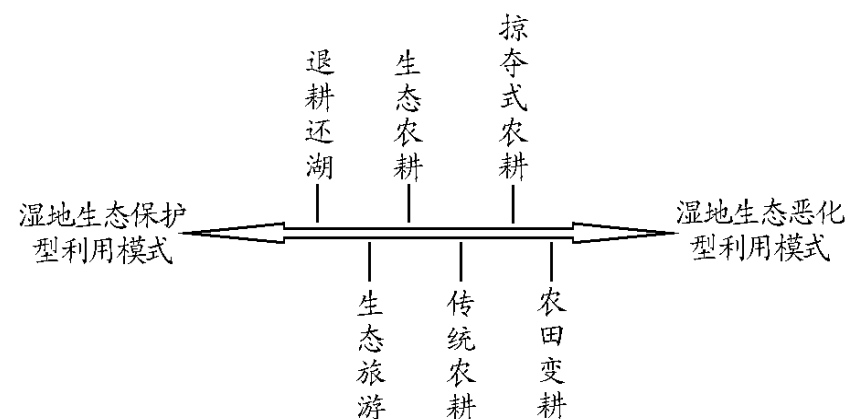 退耕还湖
生态农耕
掠夺式农耕
湿地生态保护
型利用模式
湿地生态恶化
型利用模式
生态旅游
传统农耕
农田变耕